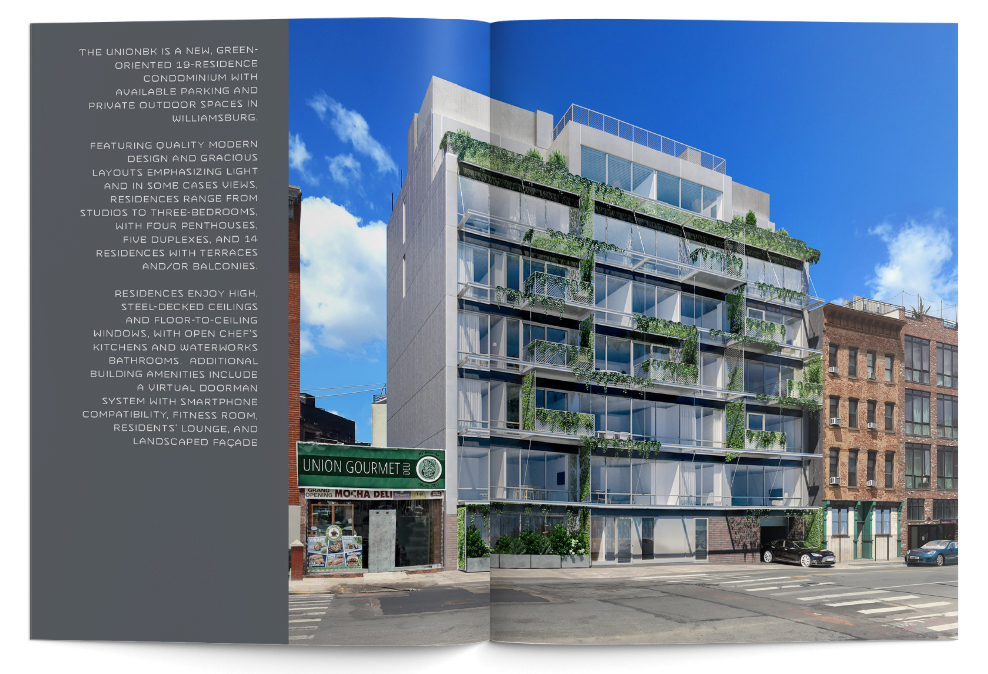 THE UNIONBK IS A NEW, GREEN-
ORIENTED 19-RESIDENCE
CONDOMINIUM WITH
AVAILABLE PARKING AND
PRIVATE OUTDOOR SPACES IN
WILLIAMSBURG.
FEATURING QUALITY MODERN
DESIGN AND GRACIOUS
LAYOUTS EMPHASIZING LIGHT
AND IN SOME CASES VIEWS,
RESIDENCES RANGE FROM
STUDIOS TO THREE-BEDROOMS,
WITH FOUR PENTHOUSES,
FIVE DUPLEXES, AND 14
RESIDENCES WITH TERRACES
AND/OR BALCONIES.
RESIDENCES ENJOY HIGH,
STEEL-DECKED CEILINGS
AND FLOOR-TO-CEILING
WINDOWS, WITH OPEN CHEF'S
KITCHENS AND WATERWORKS
BATHROOMS. ADDITIONAL
BUILDING AMENITIES INCLUDE
A VIRTUAL DOORMAN
SYSTEM WITH SMARTPHONE
COMPATIBILITY, FITNESS ROOM,
RESIDENTS' LOUNGE, AND
LANDSCAPED FAÇADE
UNION GOURMET DELI
GRAND
OPENING MOCHA DELI